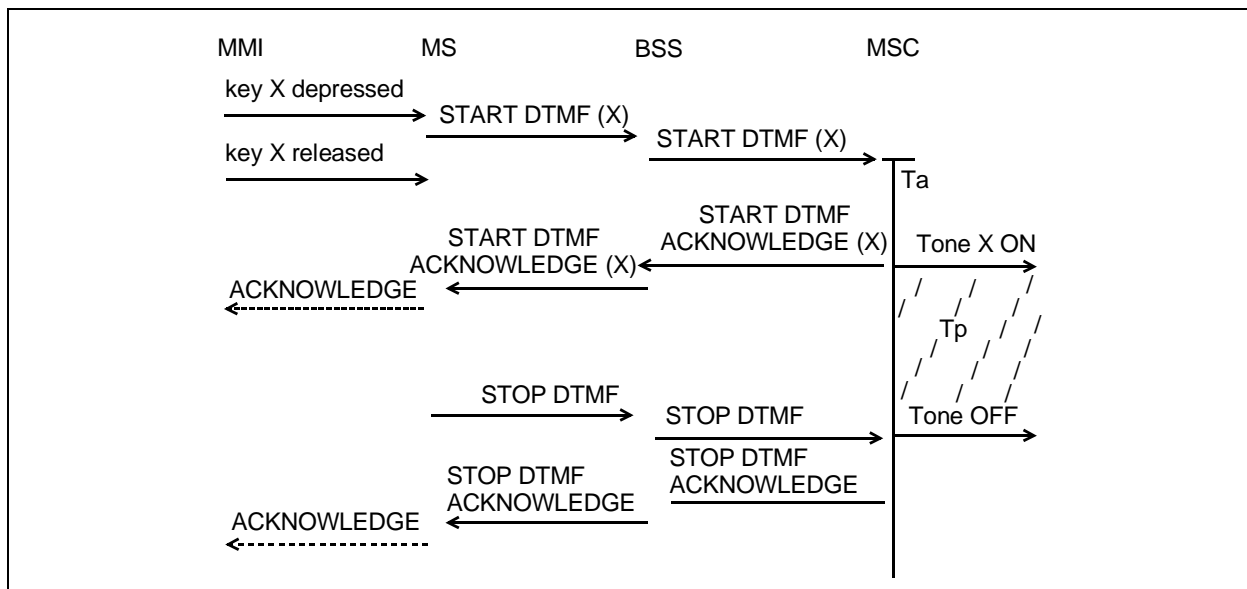 MMI MS BSS MSC
key X depressed
START DTMF (X)
START DTMF (X)
key X released
Ta
START DTMF
ACKNOWLEDGE (X)
Tone X ON
START DTMF
ACKNOWLEDGE (X)
ACKNOWLEDGE
Tp
STOP DTMF
STOP DTMF
Tone OFF
STOP DTMF
ACKNOWLEDGE
STOP DTMF
ACKNOWLEDGE
ACKNOWLEDGE